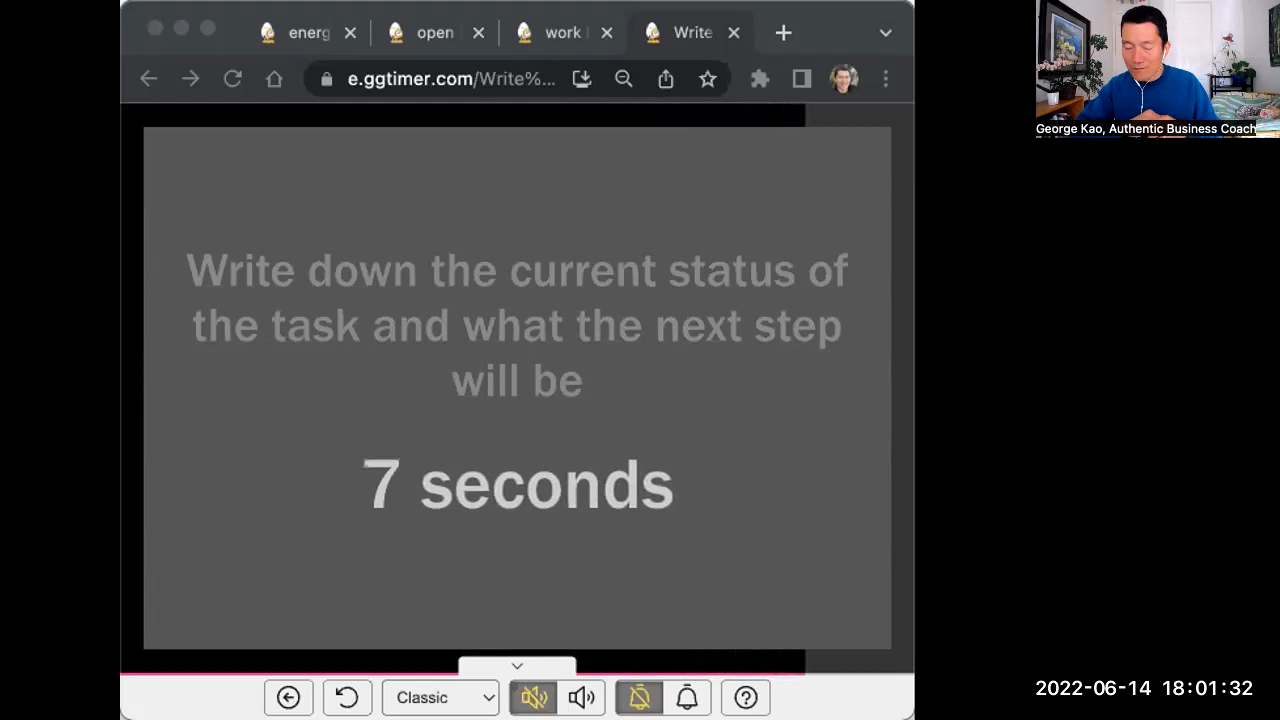 energ
open
work
Write
e.ggtimer.com/Write%...
Write down the current status of
the task and what the next step
will be
7 seconds
Classic
George Kao, Authentic Business Coach
2022-06-14 18:01:32